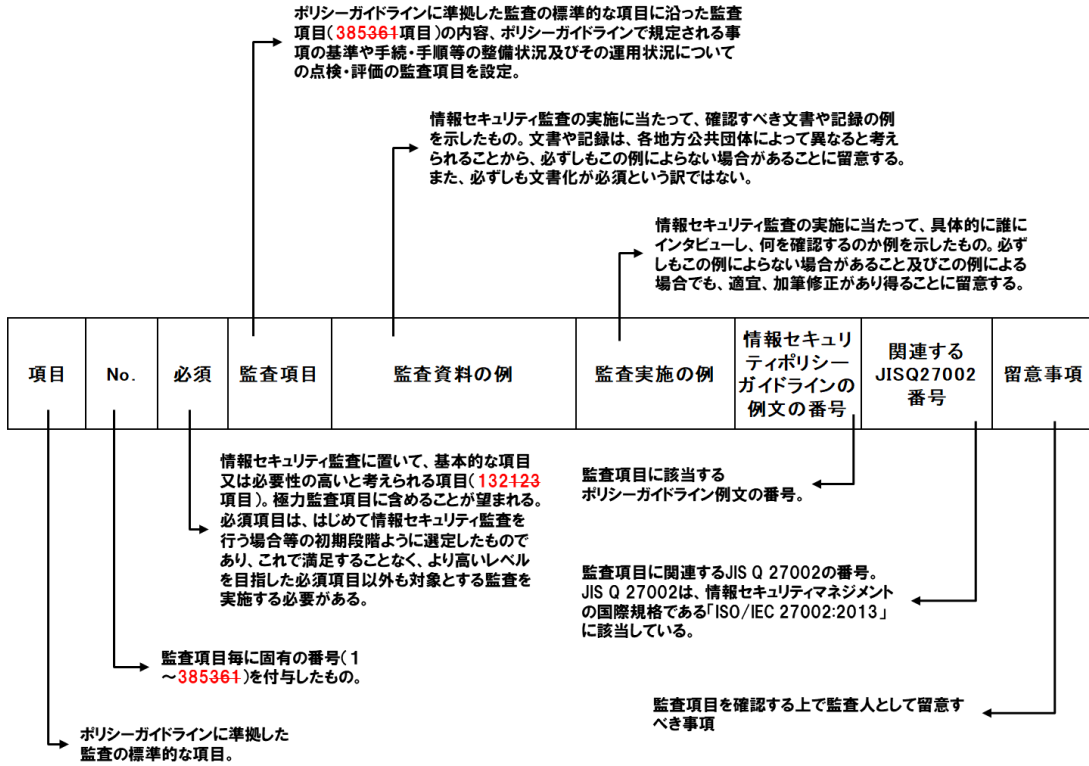 ポリシーガイドラインに準拠した監査の標準的な項目に沿った監査
項目(385361項目)の内容、ポリシーガイドラインで規定される事
項の基準や手続・手順等の整備状況及びその運用状況について
の点検・評価の監査項目を設定。
情報セキュリティ監査の実施に当たって、確認すべき文書や記録の例
を示したもの。文書や記録は、各地方公共団体によって異なると考え
られることから、必ずしもこの例によらない場合があることに留意する。
また、必ずしも文書化が必須という訳ではない。
情報セキュリティ監査の実施に当たって、具体的に誰に
インタビューし、何を確認するのか例を示したもの。必ず
しもこの例によらない場合があること及びこの例による
場合でも、適宜、加筆修正があり得ることに留意する。
項目
No.
必須
監査項目
監査資料の例
監査実施の例
情報セキュリ
ティポリシー
ガイドラインの
例文の番号
関連する
JISQ27002
番号
留意事項
情報セキュリティ監査に置いて、基本的な項目
又は必要性の高いと考えられる項目(132123
項目)。極力監査項目に含めることが望まれる。
必須項目は、はじめて情報セキュリティ監査を
行う場合等の初期段階ように選定したもので
あり、これで満足することなく、より高いレベル
を目指した必須項目以外も対象とする監査を
実施する必要がある。
監査項目に該当する
ポリシーガイドライン例文の番号。
監査項目に関連するJIS Q 27002の番号。
JIS Q 27002は、情報セキュリティマネジメント
の国際規格である「ISO/IEC 27002:2013」
に該当している。
監査項目毎に固有の番号(1
～385361)を付与したもの。
監査項目を確認する上で監査人として留意す
べき事項
ポリシーガイドラインに準拠した
監査の標準的な項目。